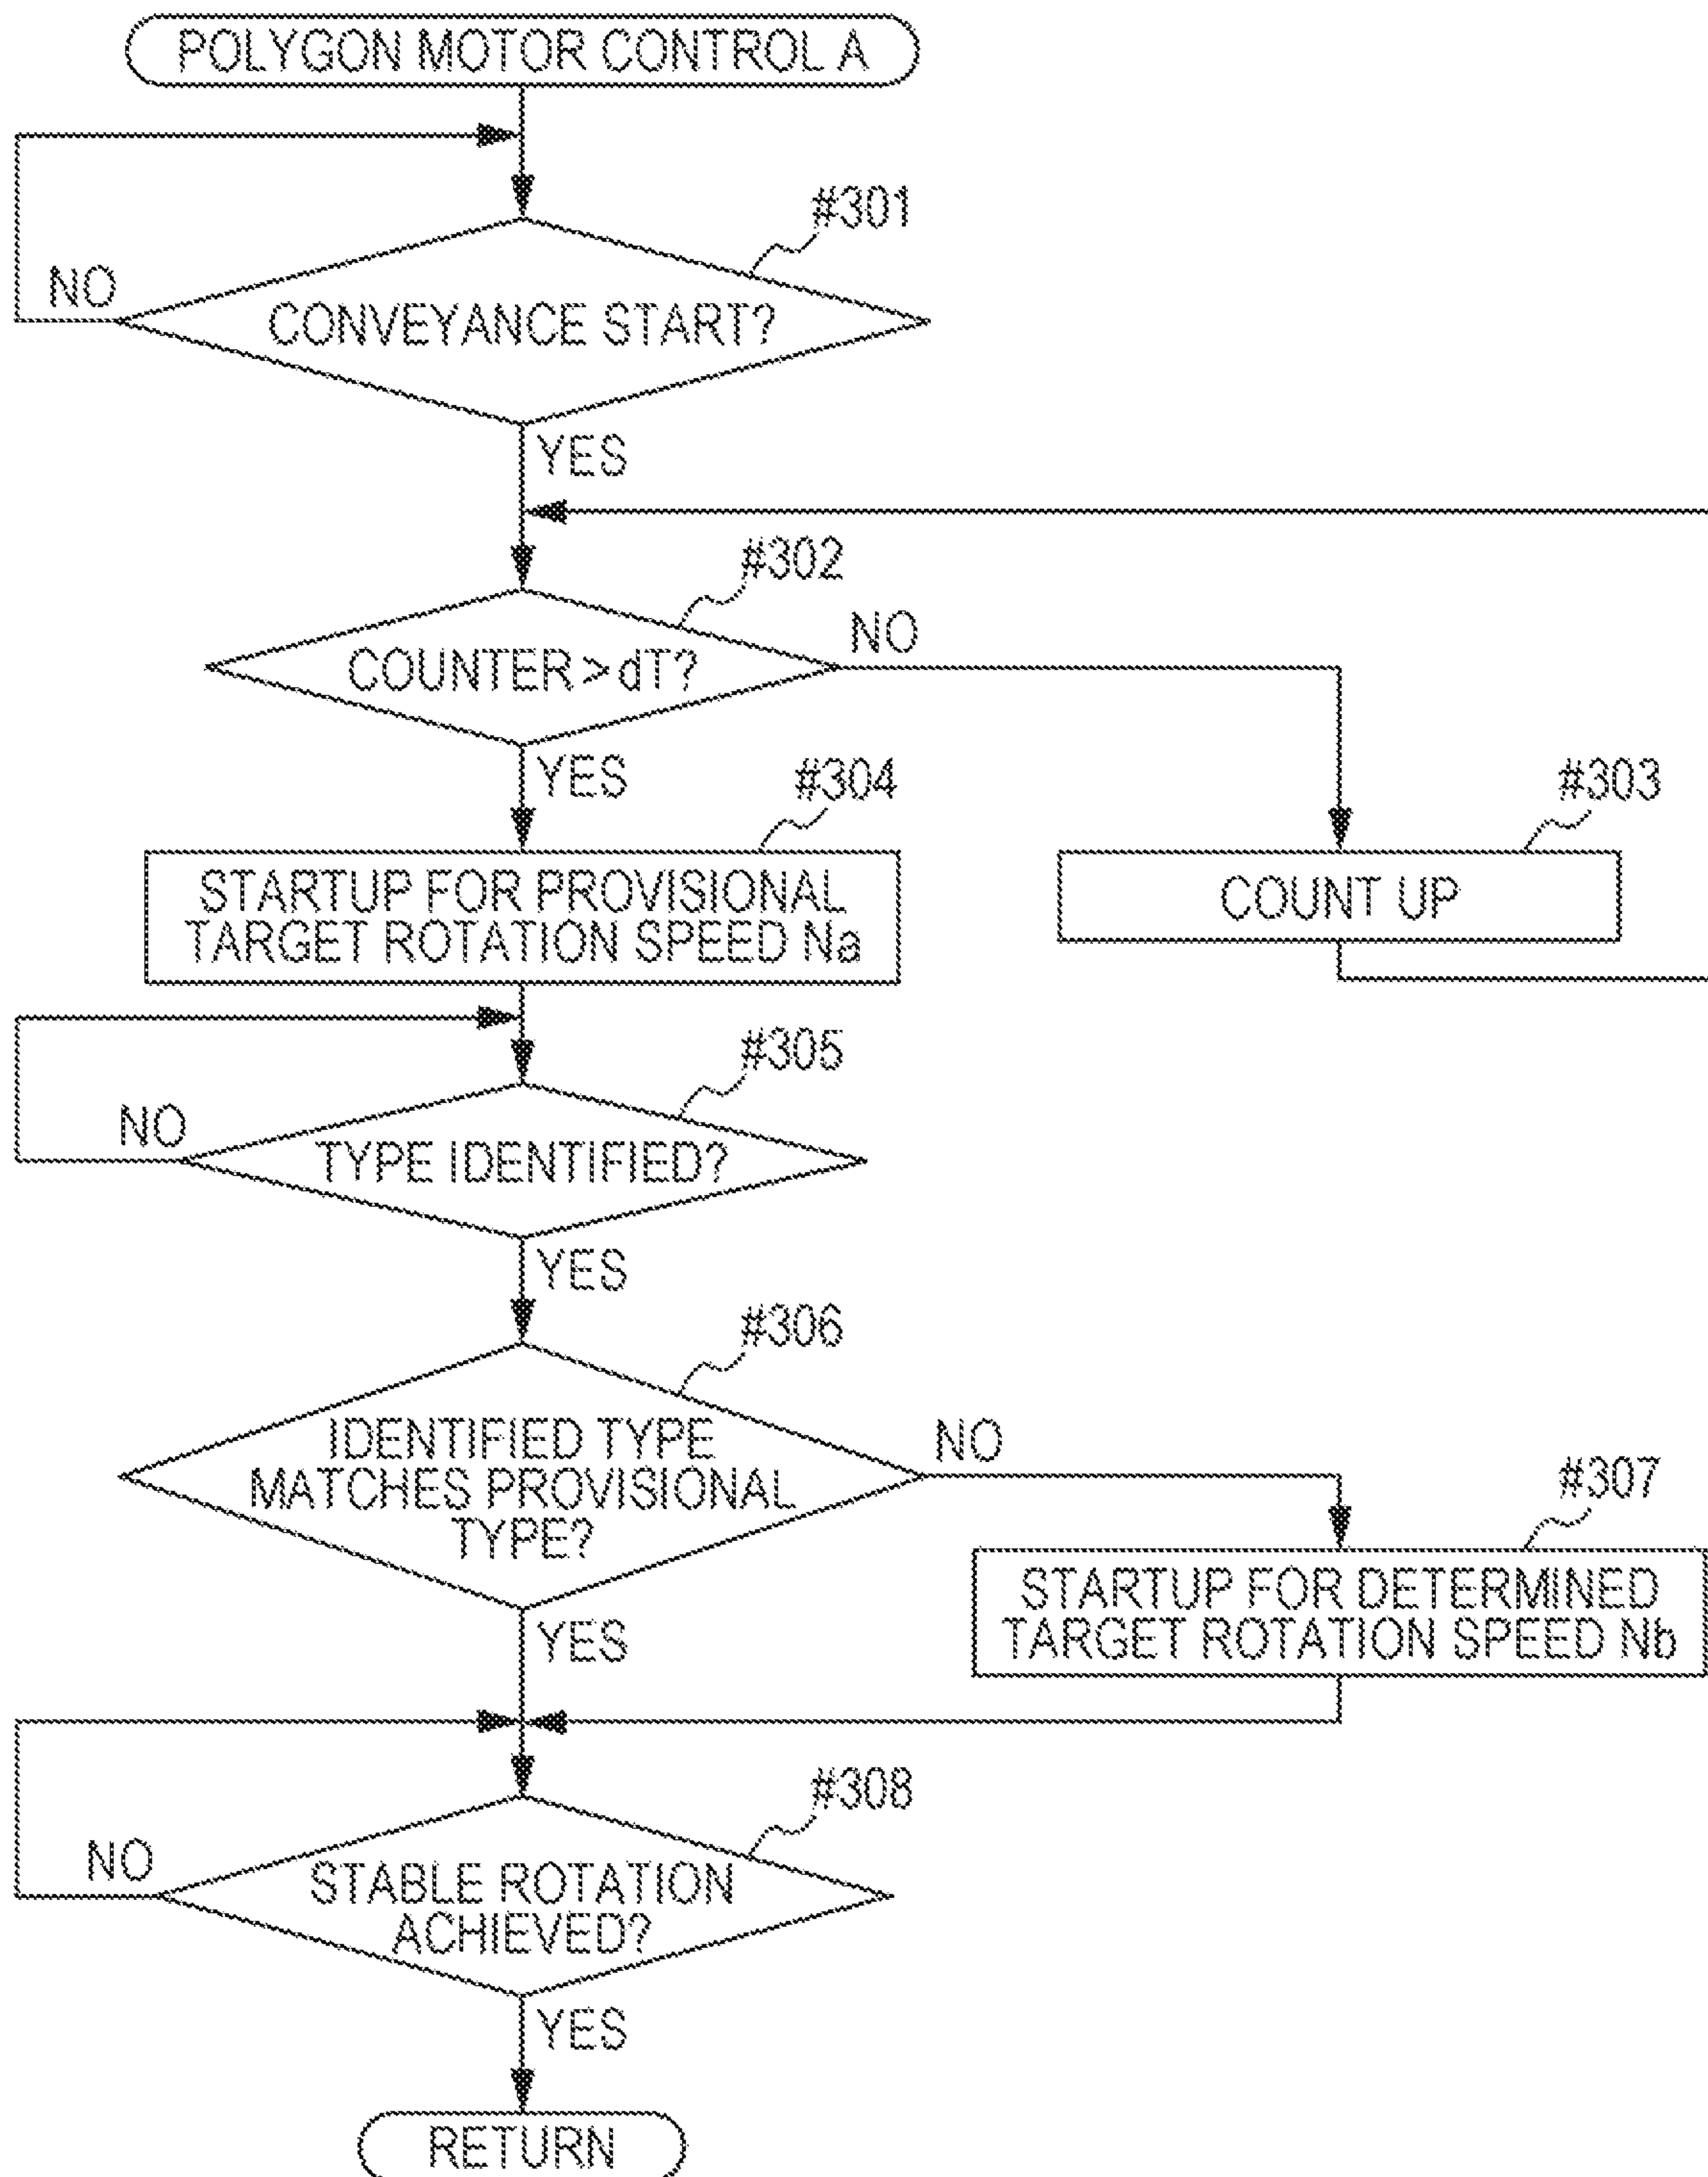 POLYGON MOTOR CONTROL A
#301
NO
CONVEYANCE START?
YES
#302
NO
COUNTER > dT?
YES
#304
#303
STARTUP FOR PROVISIONAL
TARGET ROTATION SPEED Na
COUNT UP
#305
NO
TYPE IDENTIFIED?
YES
#306
NO
IDENTIFIED TYPE
MATCHES PROVISIONAL
TYPE?
#307
STARTUP FOR DETERMINED
TARGET ROTATION SPEED Nb
YES
#308
NO
STABLE ROTATION
ACHIEVED?
YES
RETURN